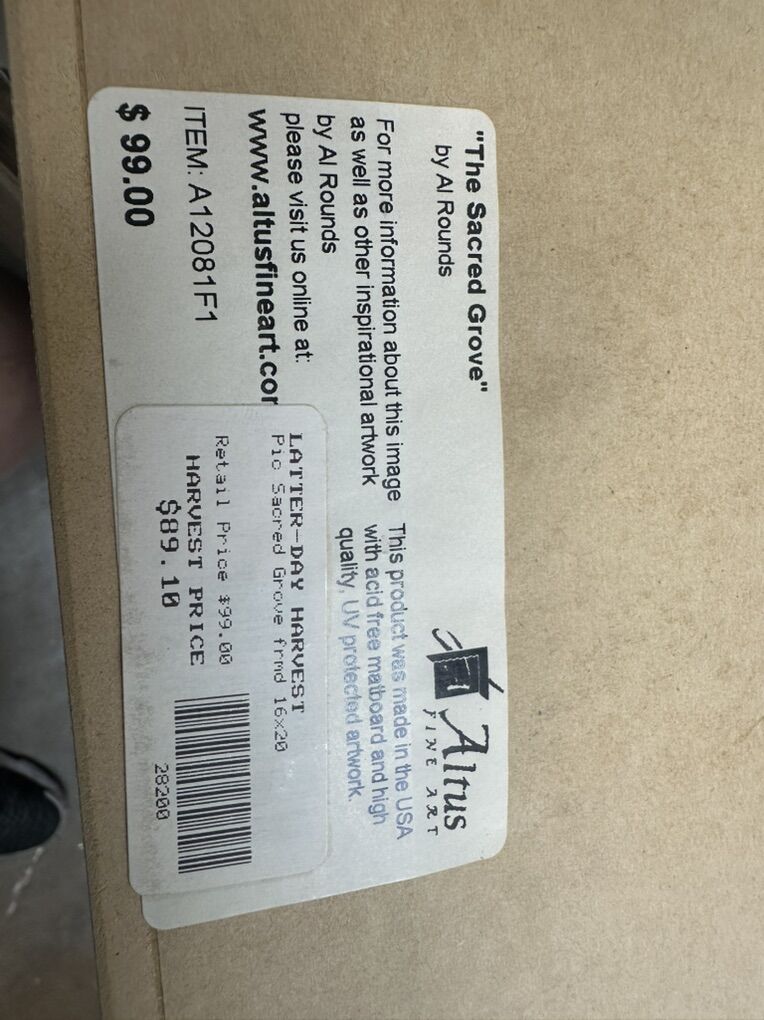 "The Sacred Grove"
by Al Rounds
For more information about this image
as well as other inspirational artwork
by Al Rounds
please visit us online at:
www.altusfineart.com
ITEM: A12081F1
$ 99.00
Altus
FINE ART
This product was made in the USA
with acid free matboard and high
quality, UV protected artwork.
LATTER-DAY HARVEST
Pic Sacred Grove frmd 16x20
Retail Price $99.00
HARVEST PRICE
$89.10
28200